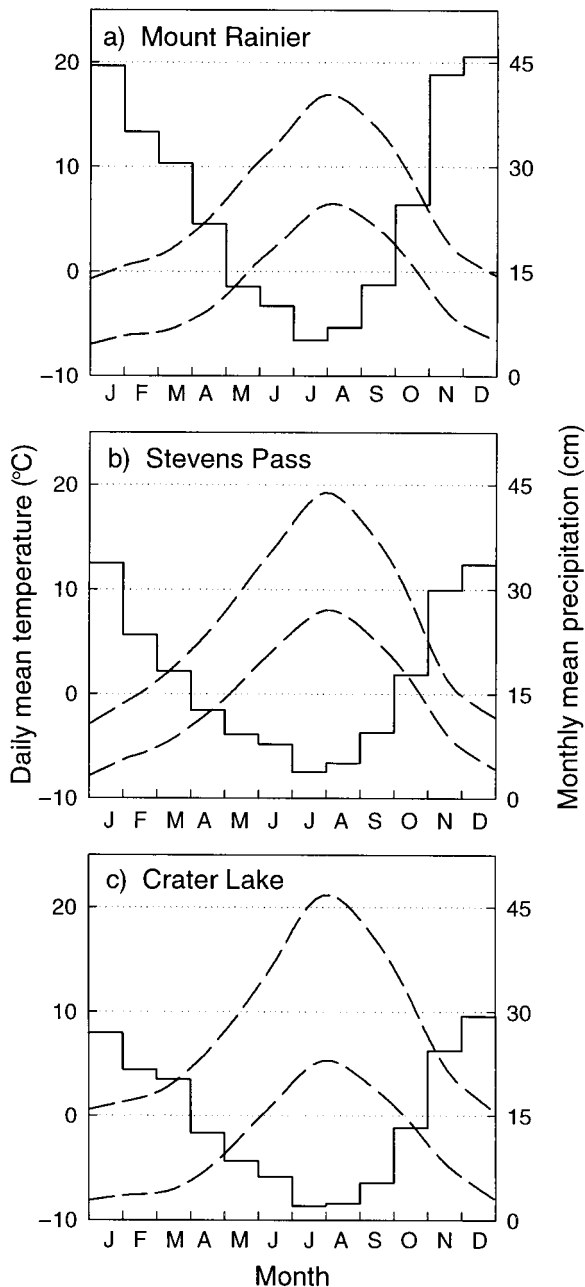 a) Mount Rainier
20
10
0
−10
45
30
15
0
J F M A M J J A S O N D
b) Stevens Pass
20
10
0
−10
45
30
15
0
J F M A M J J A S O N D
c) Crater Lake
20
10
0
−10
45
30
15
0
J F M A M J J A S O N D
Month
Daily mean temperature (°C)
Monthly mean precipitation (cm)